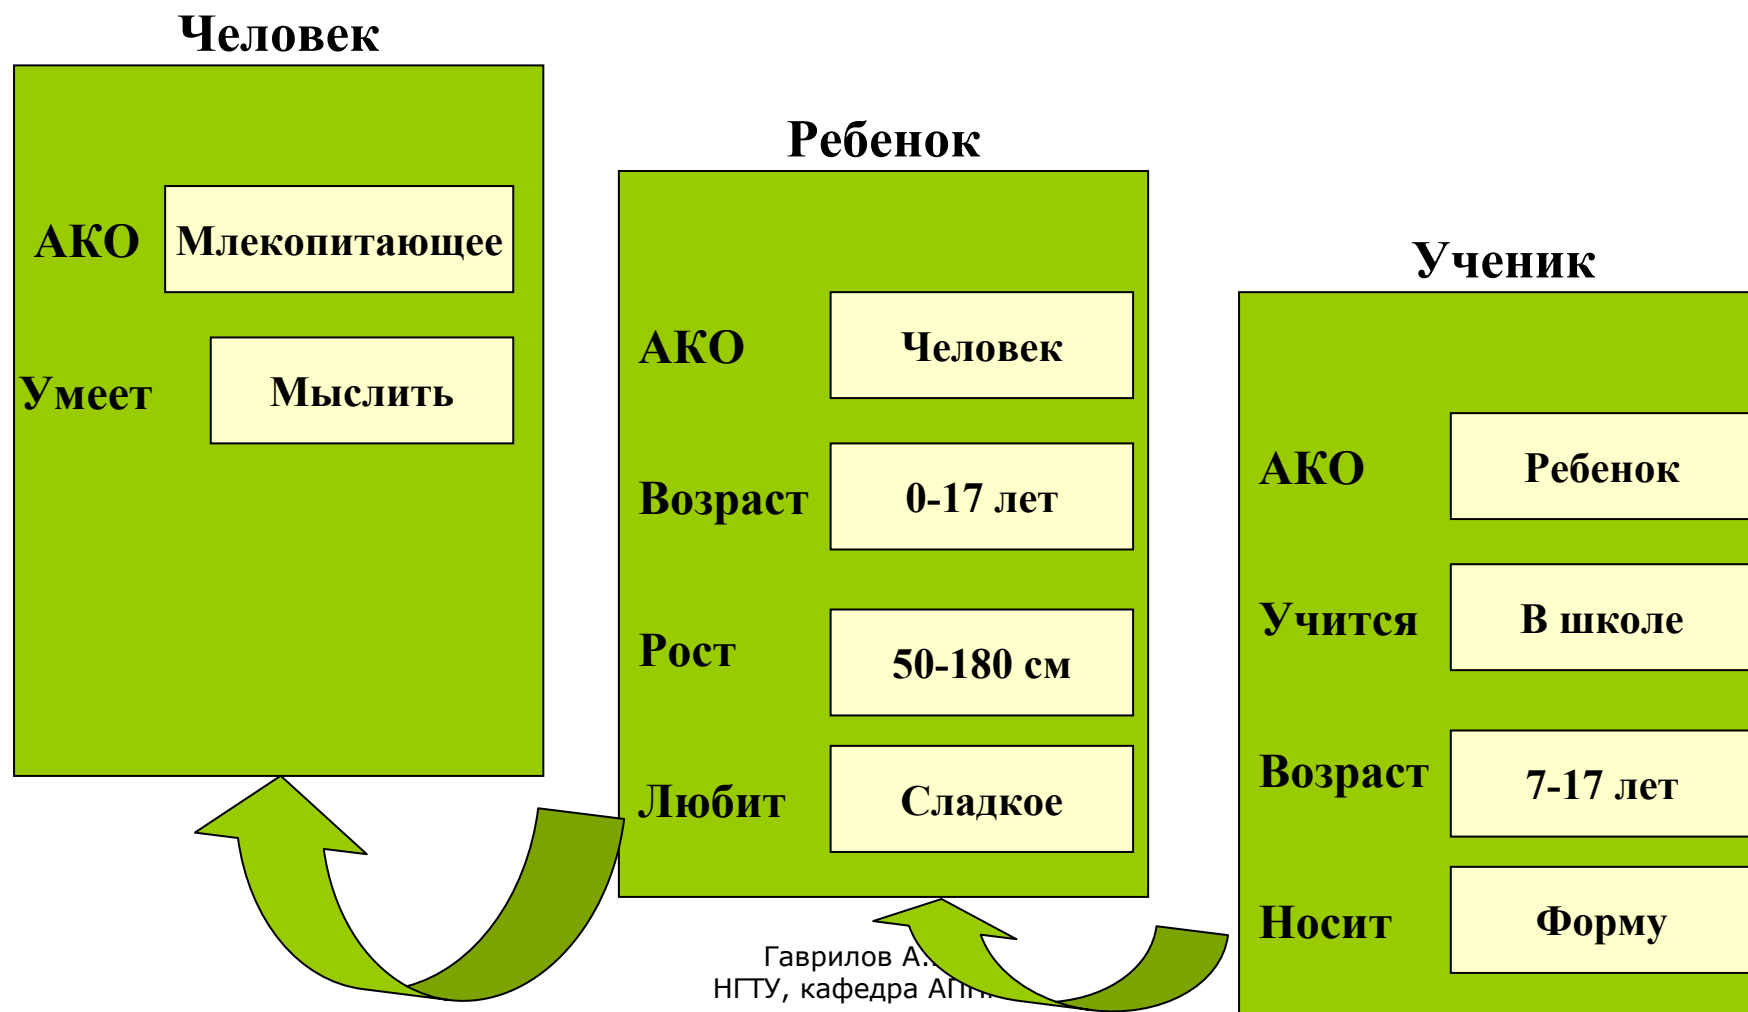 Человек
АКО Млекопитающее
Умеет Мыслить
Ребенок
АКО Человек
Возраст 0-17 лет
Рост 50-180 см
Любит Сладкое
Ученик
АКО Ребенок
Учится В школе
Возраст 7-17 лет
Носит Форму
Гаврилов А.
НГТУ, кафедра